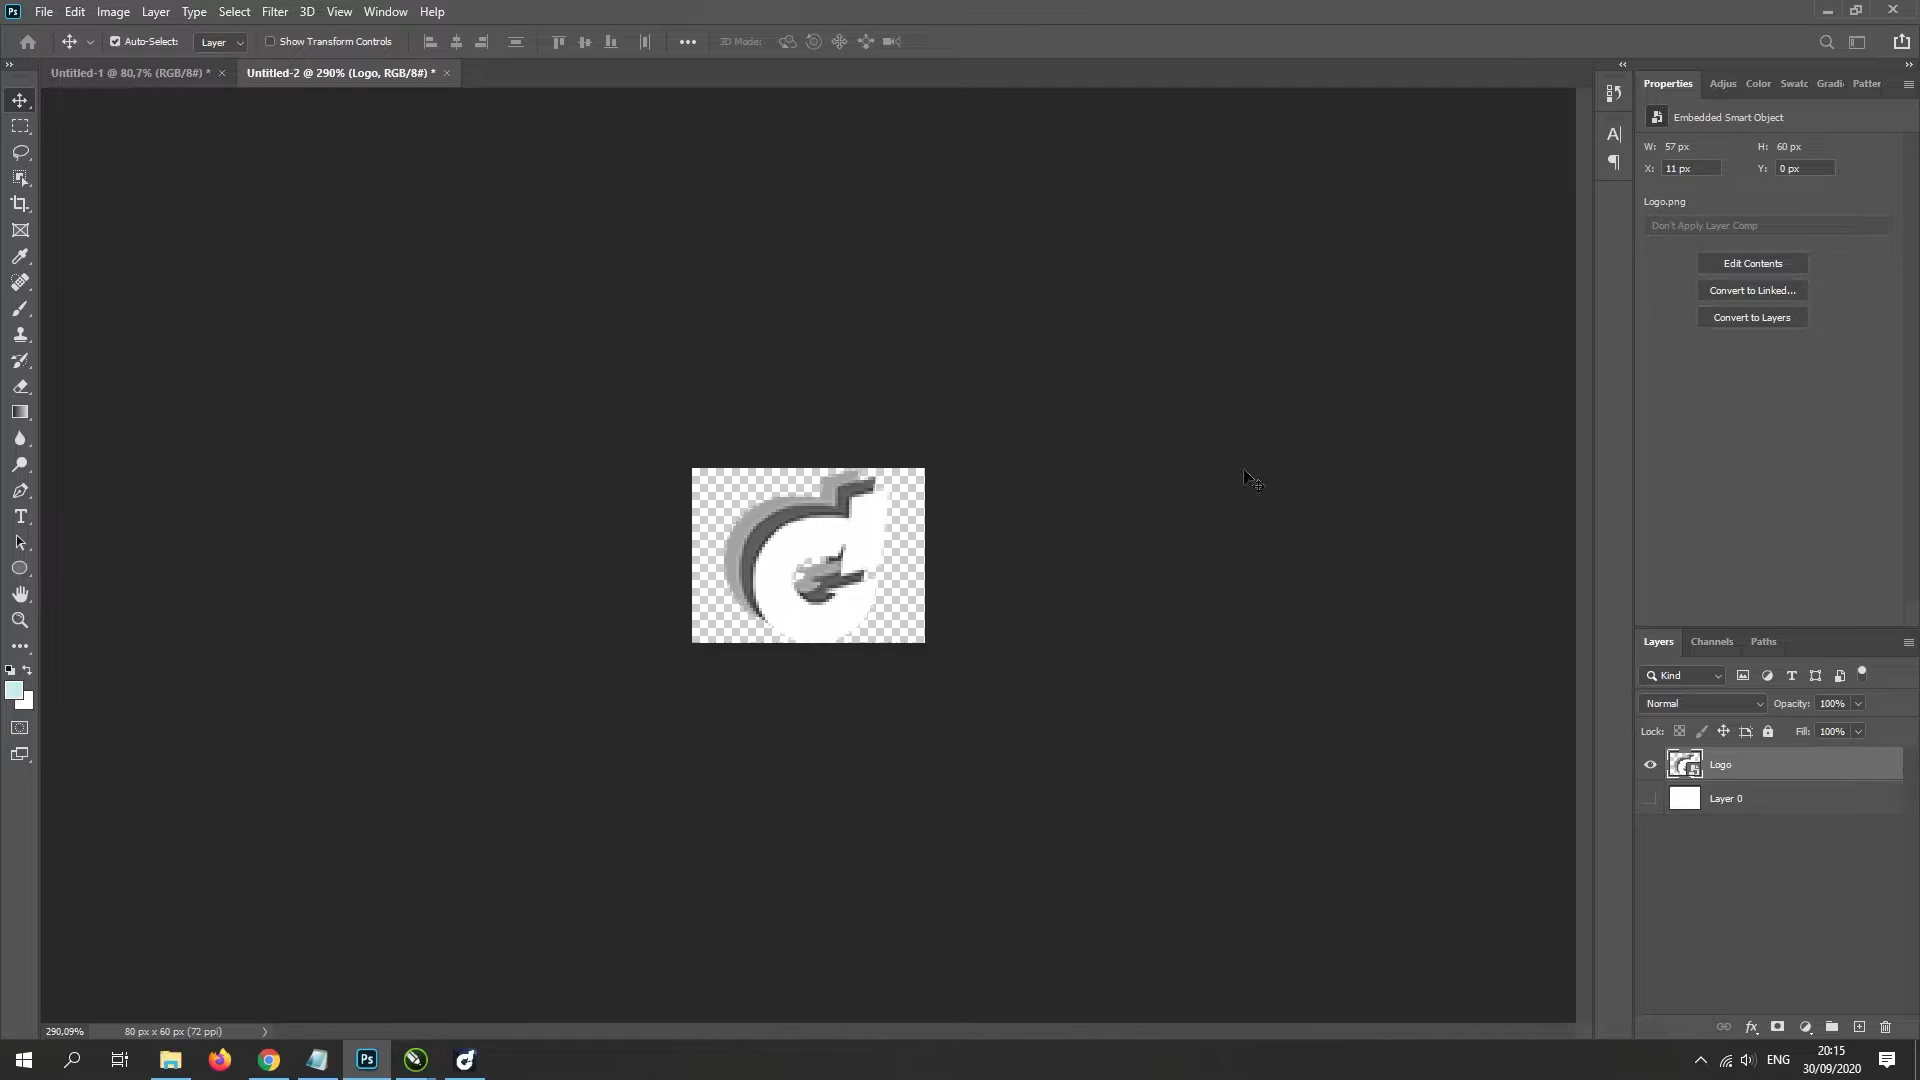 Ps File Edit Image Layer Type Select Filter 3D View Window Help
Auto-Select: Layer Show Transform Controls 3D Mode:
Untitled-1 @ 80,7% (RGB/8#) * × Untitled-2 @ 290% (Logo, RGB/8#) * ×
Properties Adjus Color Swatc Gradi Patter
Embedded Smart Object
W: 57 px H: 60 px
X: 11 px Y: 0 px
Logo.png
Don't Apply Layer Comp
Edit Contents
Convert to Linked...
Convert to Layers
Layers Channels Paths
Kind
Normal Opacity: 100%
Lock: Fill: 100%
Logo
Layer 0
290,09% 80 px x 60 px (72 ppi)
Ps ENG
20:15
30/09/2020